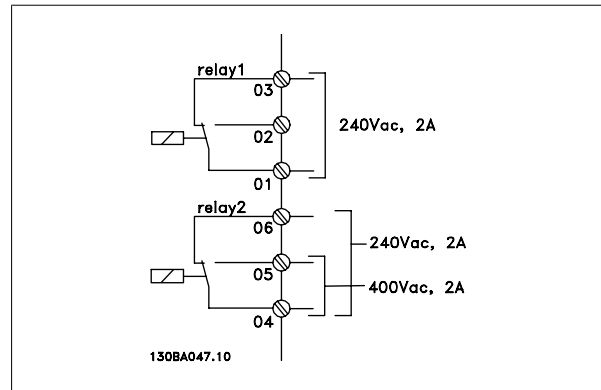 relay1
03
02
240Vac, 2A
01
relay2
06
240Vac, 2A
05
400Vac, 2A
04
130BA047.10